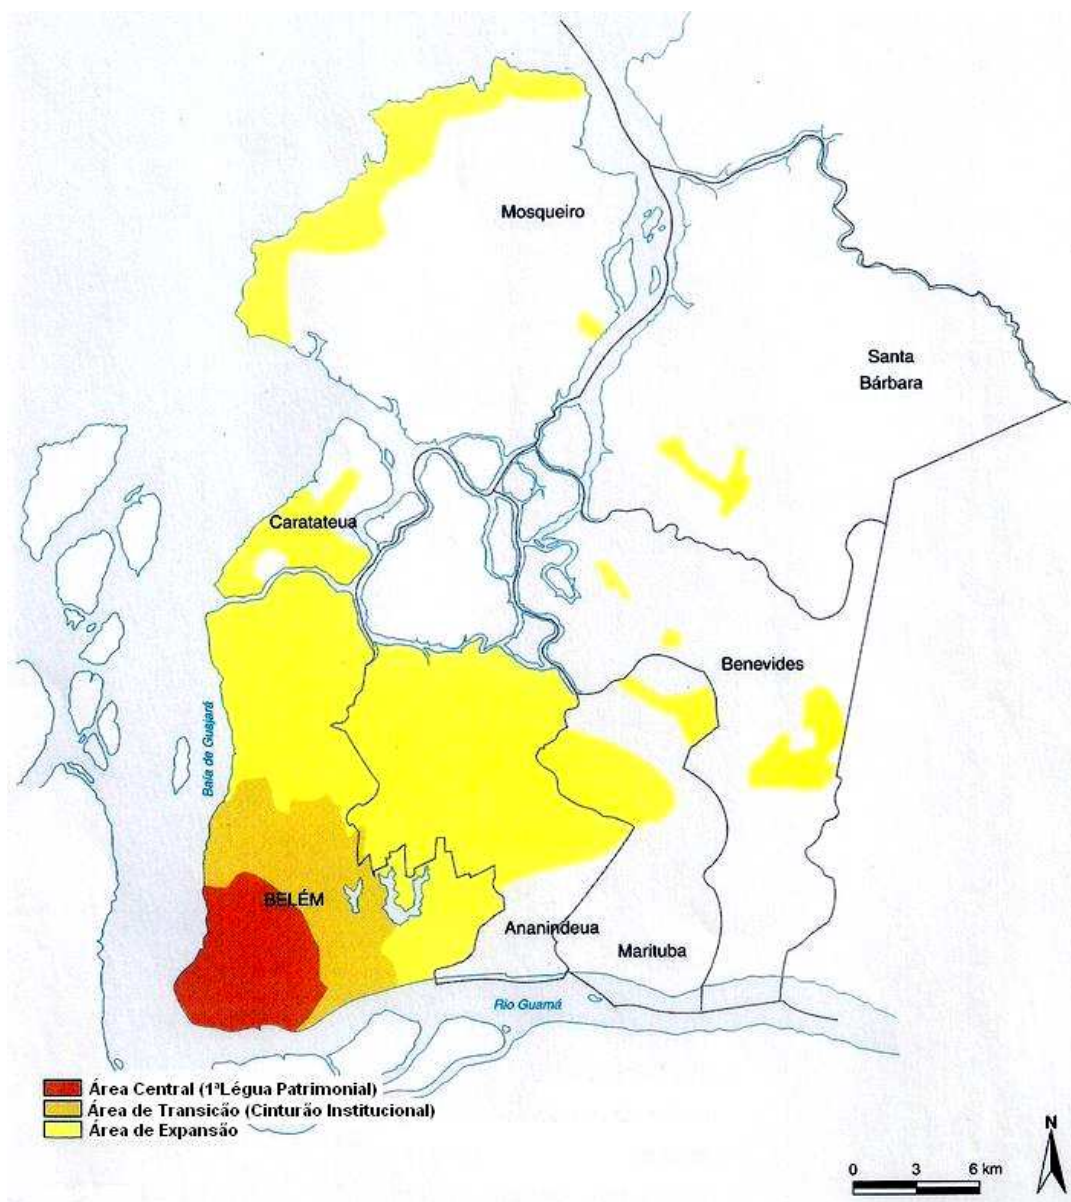 Mosqueiro
Santa
Bárbara
Caratateua
Benevides
Baía de Guajará
BELÉM
Ananindeua
Marituba
Rio Guamá
Área Central (1ªLégua Patrimonial)
Área de Transicão (Cinturão Institucional)
Área de Expansão
N
0 3 6 km